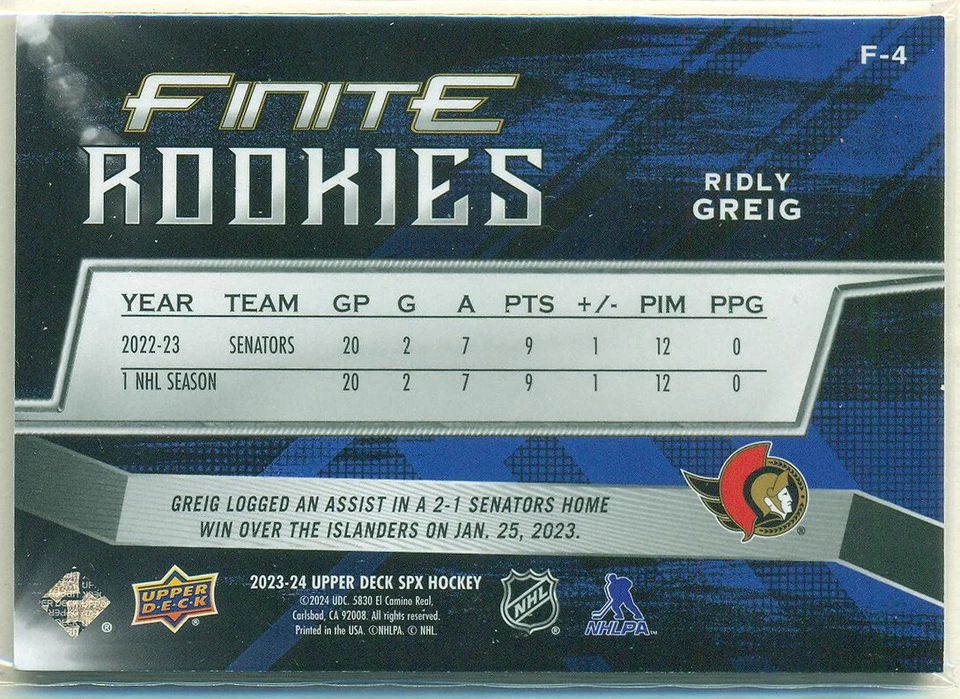 F-4
FINITE
ROOKIES
RIDLY
GREIG
YEAR TEAM GP G A PTS +/- PIM PPG
2022-23 SENATORS 20 2 7 9 1 12 0
1 NHL SEASON 20 2 7 9 1 12 0
GREIG LOGGED AN ASSIST IN A 2-1 SENATORS HOME
WIN OVER THE ISLANDERS ON JAN. 25, 2023.
®
UPPER
D·E·C·K
®
2023-24 UPPER DECK SPX HOCKEY
©2024 UDC. 5830 El Camino Real,
Carlsbad, CA 92008. All rights reserved.
Printed in the USA. ©NHLPA. © NHL.
NHL
®
NHLPA™
®